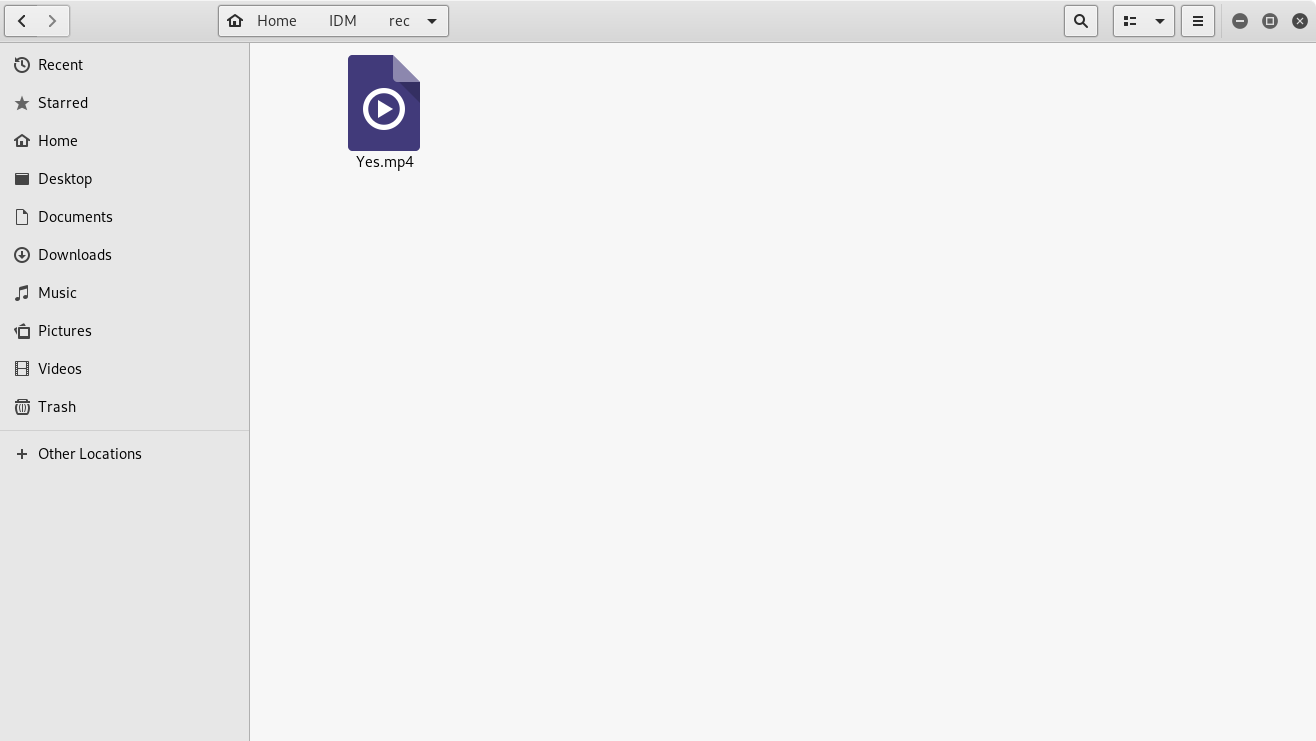 Home IDM rec
Recent
Starred
Home
Desktop
Documents
Downloads
Music
Pictures
Videos
Trash
Other Locations
Yes.mp4